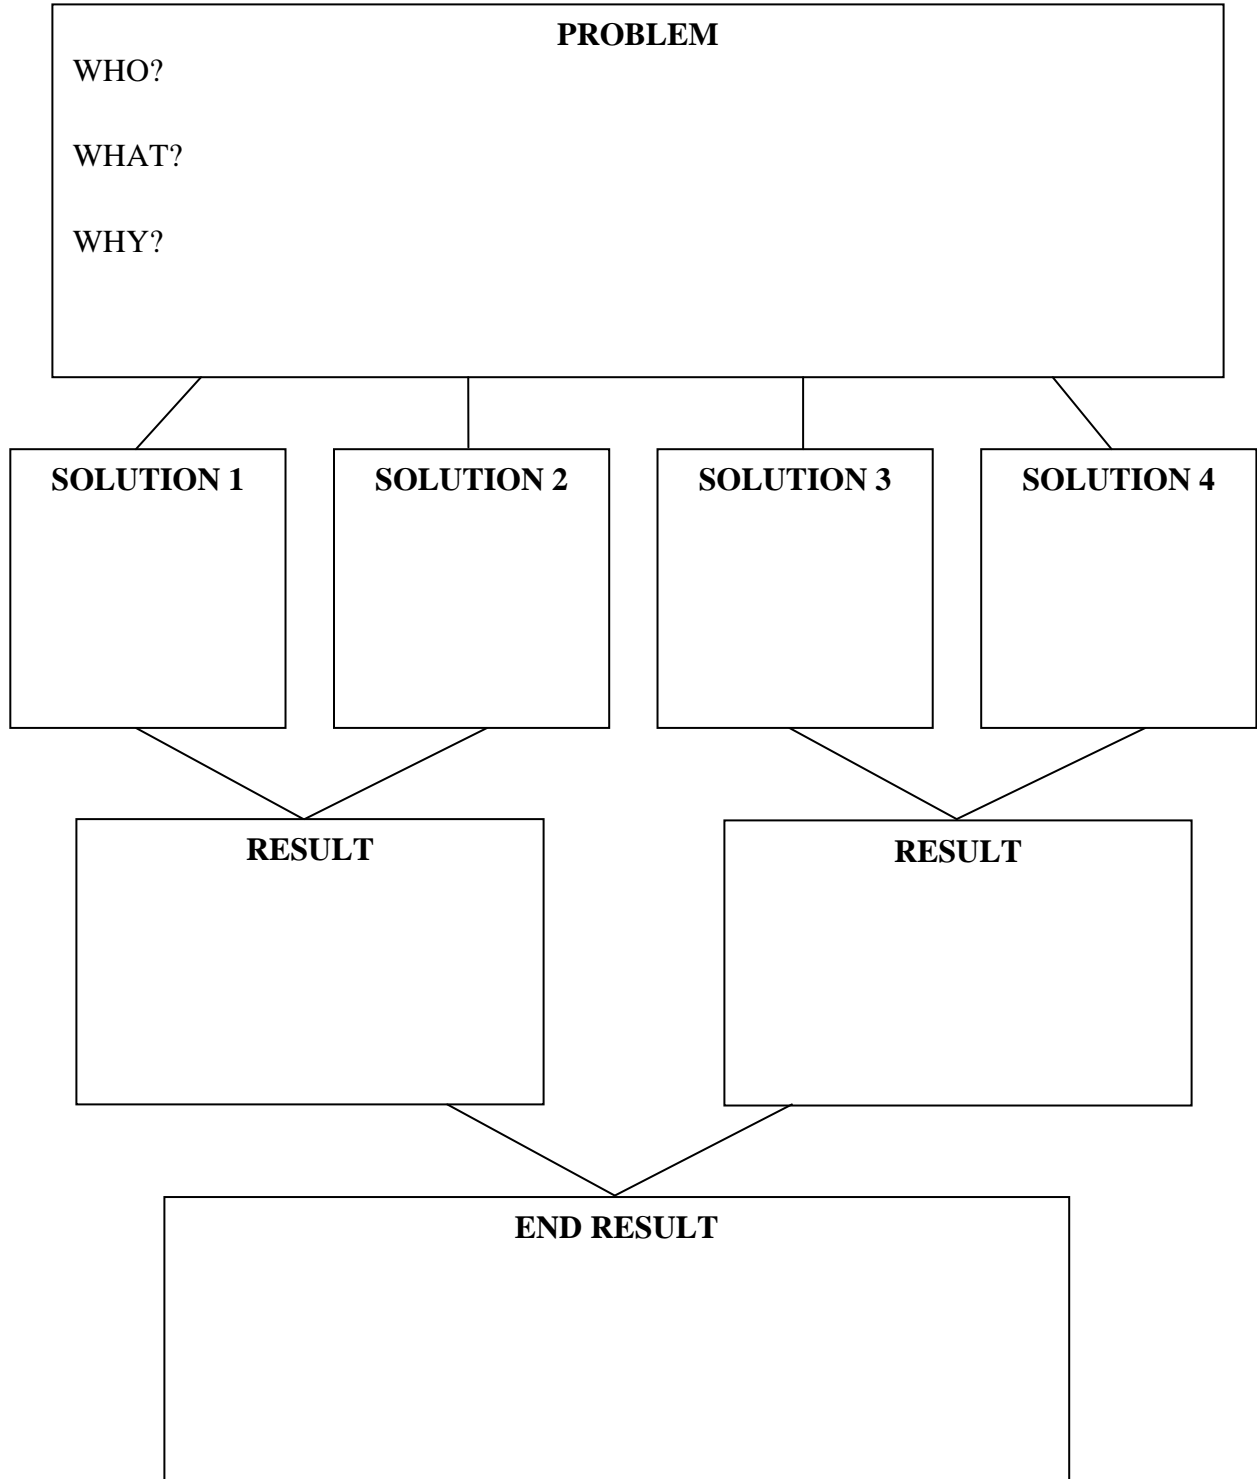 PROBLEM
WHO?
WHAT?
WHY?
SOLUTION 1
SOLUTION 2
SOLUTION 3
SOLUTION 4
RESULT
RESULT
END RESULT